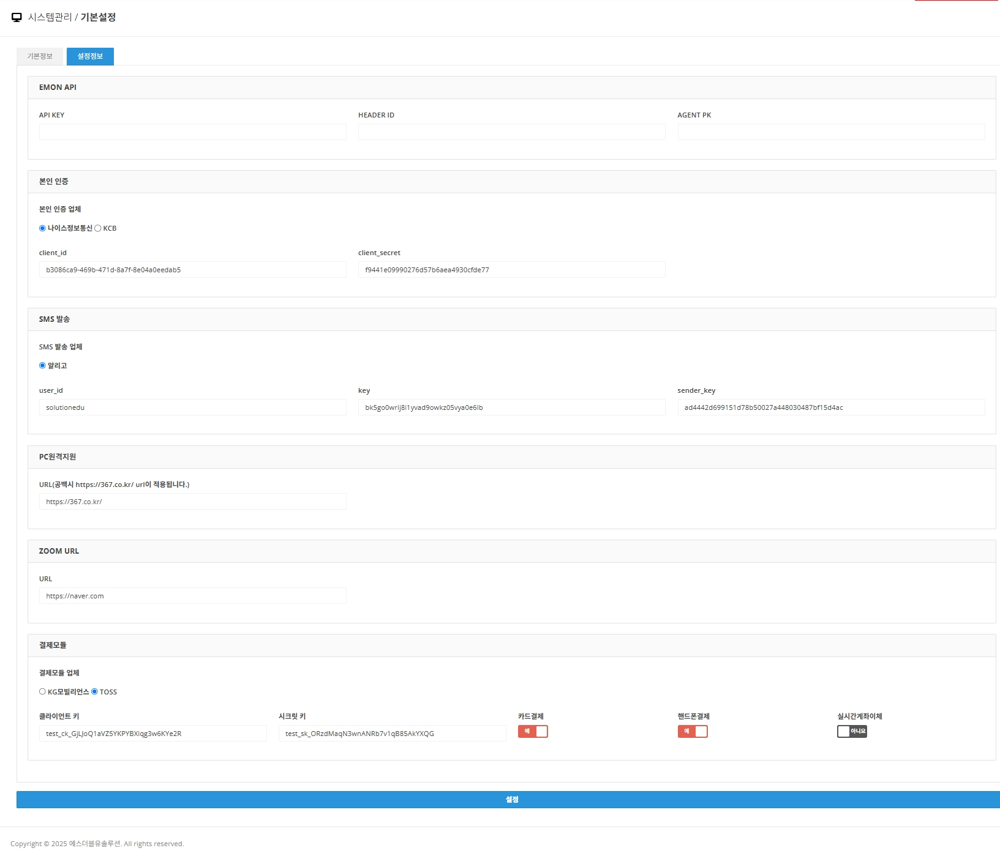 시스템관리 / 기본설정
기본정보 설정정보
EMON API
API KEY HEADER ID AGENT PK
본인 인증
본인 인증 업체
나이스정보통신 KCB
client_id client_secret
b3086ca9-469b-471d-8a7f-8e04a0eedab5 f9441e09990276d57b6aea4930cfde77
SMS 발송
SMS 발송 업체
알리고
user_id key sender_key
solutionedu bk5go0wrij8i1yvad9owkz05vya0e6lb ad4442d699151d78b50027a448030487bf15d4ac
PC원격지원
URL(공백시 https://367.co.kr/ url이 적용됩니다.)
https://367.co.kr/
ZOOM URL
URL
https://naver.com
결제모듈
결제모듈 업체
KG모빌리언스 TOSS
클라이언트 키 시크릿 키 카드결제 핸드폰결제 실시간계좌이체
test_ck_GjLJoQ1aVZ5YKPYBXlqg3w6KYe2R test_sk_ORzdMaqN3wnANRb7v1qB85AkYXQG 예 예 아니요
설정
Copyright © 2025 에스더블유솔루션. All rights reserved.